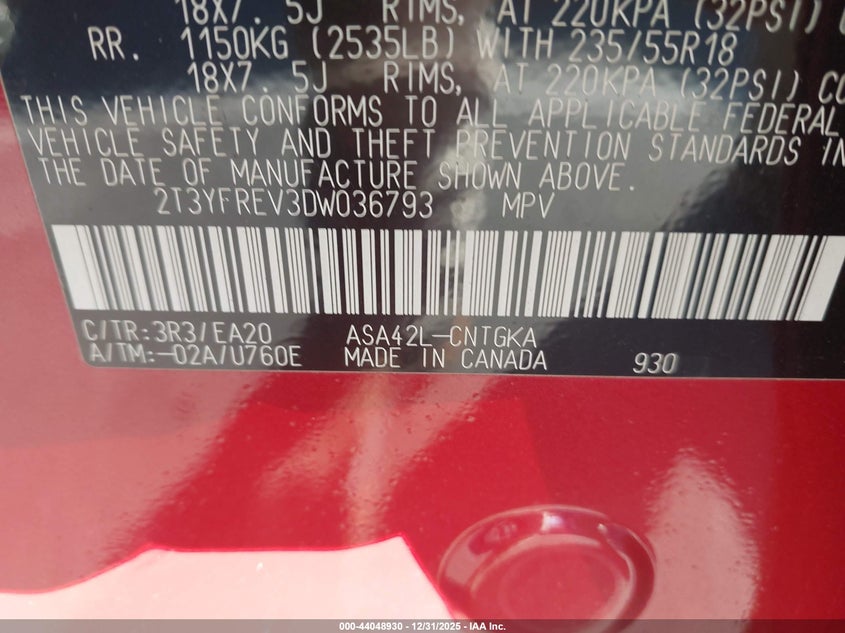 18X7.5J RIMS, AT 220KPA (32PSI)
RR. 1150KG (2535LB) WITH 235/55R18
18X7.5J RIMS, AT 220KPA (32PSI)
THIS VEHICLE CONFORMS TO ALL APPLICABLE FEDERAL
VEHICLE SAFETY AND THEFT PREVENTION STANDARDS IN
THE DATE OF MANUFACTURE SHOWN ABOVE.
2T3YFREV3DW036793 MPV
C/TR:3R3/EA20 ASA42L-CNTGKA
A/TM:-02A/U760E MADE IN CANADA 930
000-44048930 - 12/31/2025 - IAA Inc.